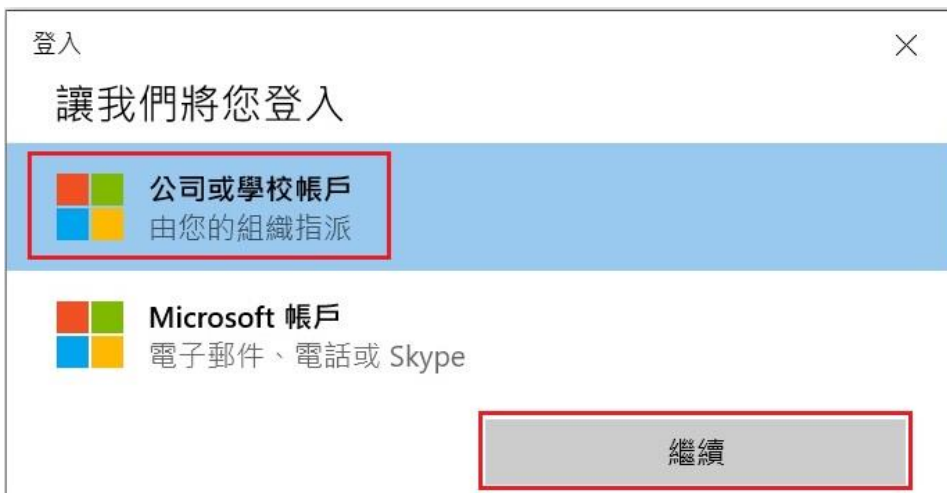 登入
讓我們將您登入
公司或學校帳戶
由您的組織指派
Microsoft 帳戶
電子郵件、電話或 Skype
繼續